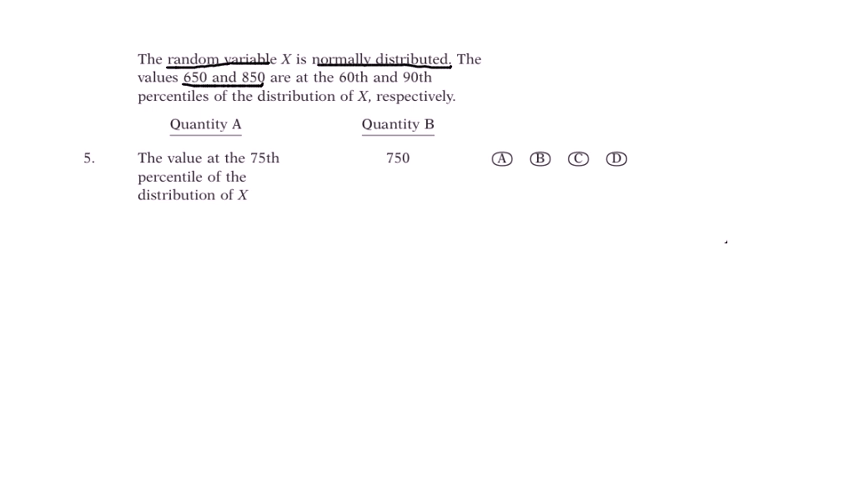 The random variable X is normally distributed. The
values 650 and 850 are at the 60th and 90th
percentiles of the distribution of X, respectively.
Quantity A Quantity B
5. The value at the 75th 750 A B C D
percentile of the
distribution of X